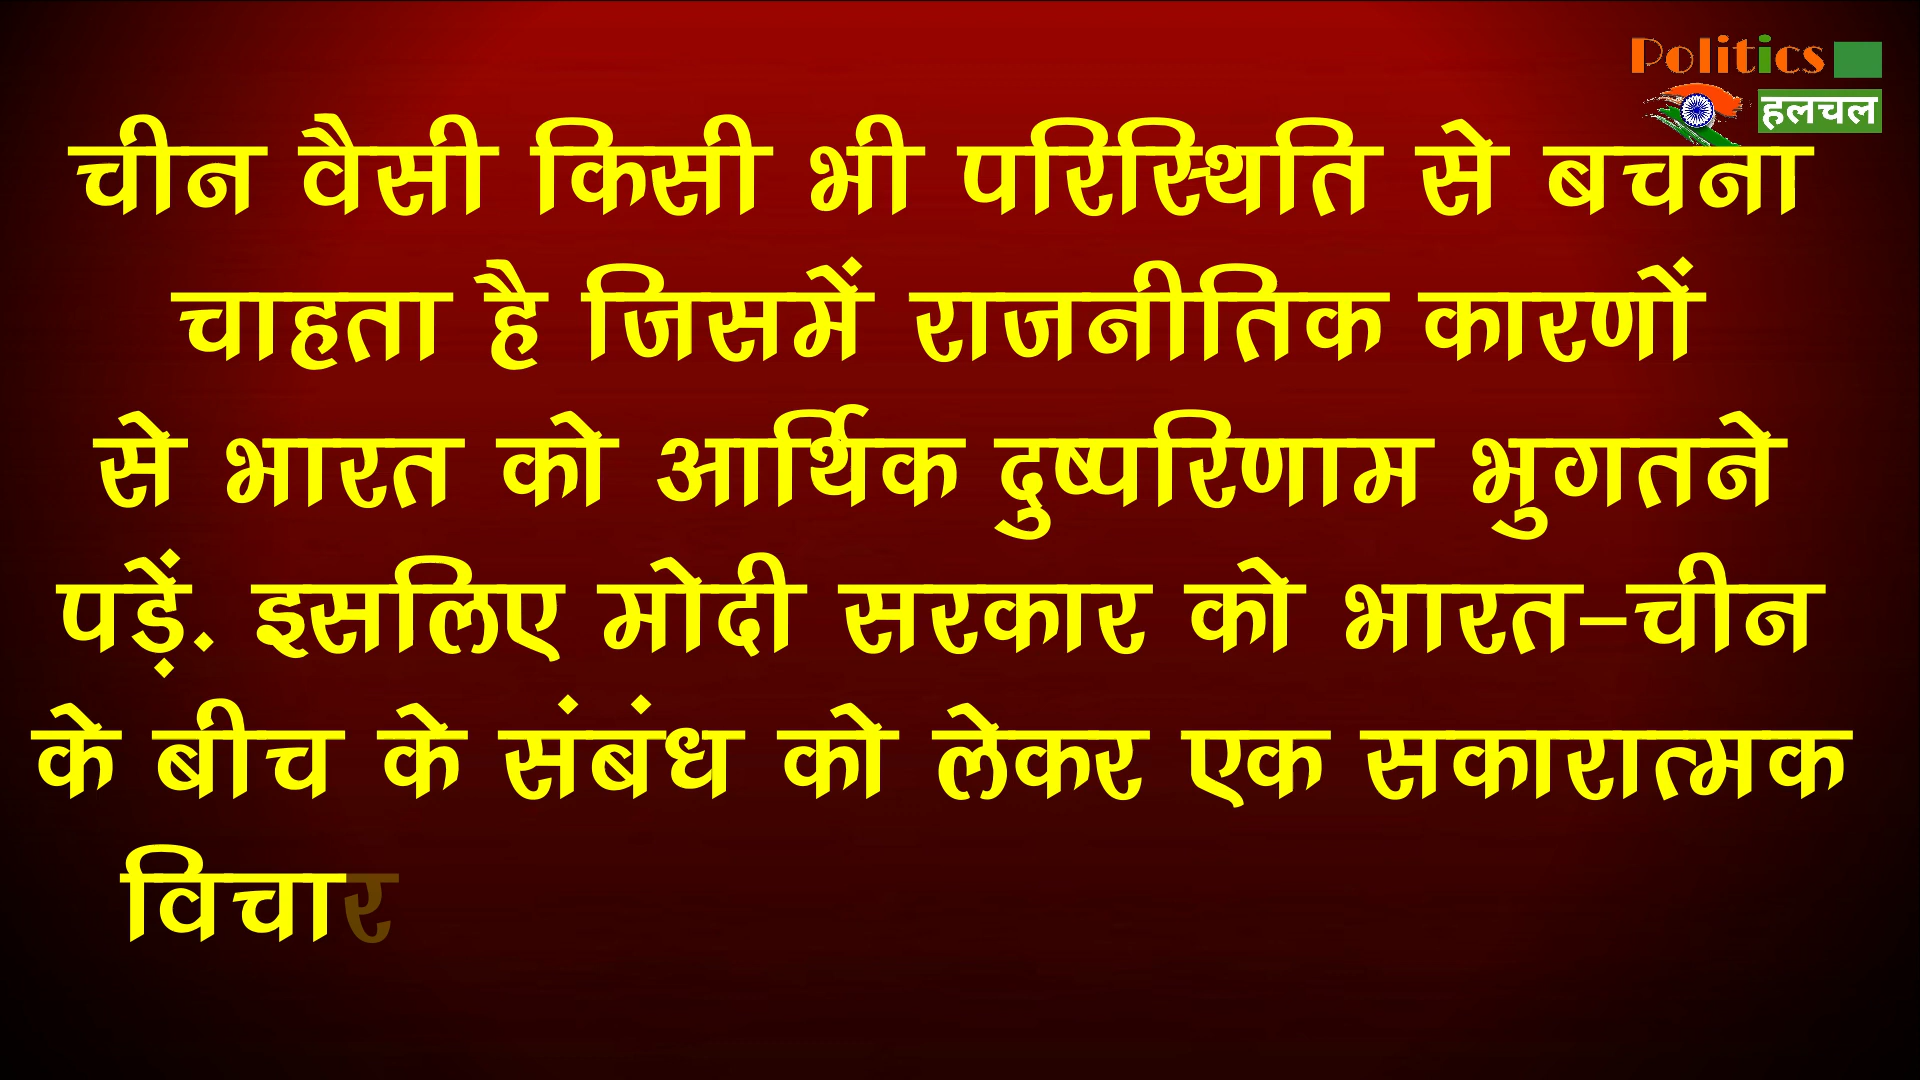 Politics
हलचल
चीन वैसी किसी भी परिस्थिति से बचना
चाहता है जिसमें राजनीतिक कारणों
से भारत को आर्थिक दुष्परिणाम भुगतने
पड़ें. इसलिए मोदी सरकार को भारत-चीन
के बीच के संबंध को लेकर एक सकारात्मक
विचार